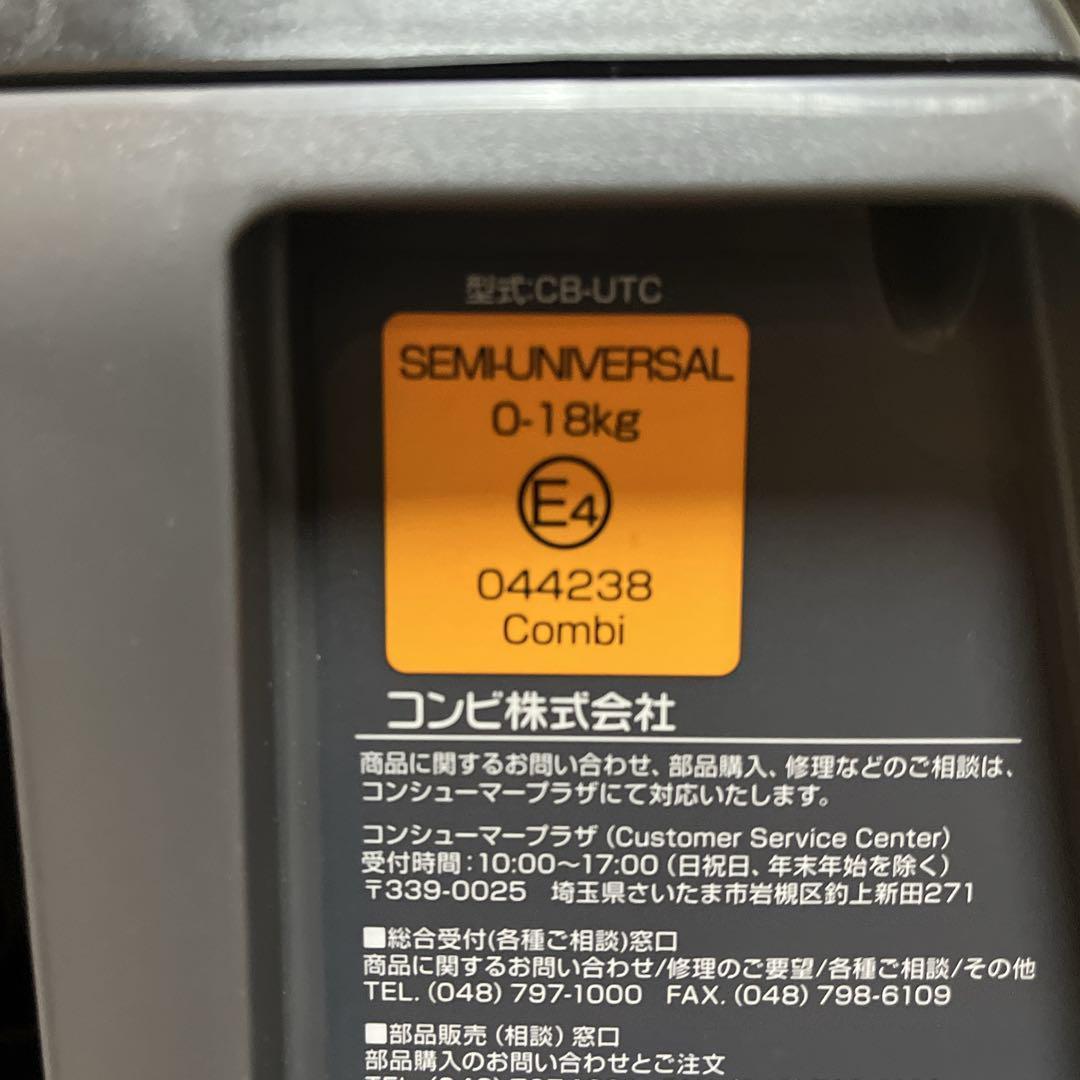 型式:CB-UTC
SEMI-UNIVERSAL
0-18kg
E4
044238
Combi
コンビ株式会社
商品に関するお問い合わせ、部品購入、修理などのご相談は、
コンシューマープラザにて対応いたします。
コンシューマープラザ (Customer Service Center)
受付時間：10:00〜17:00 (日祝日、年末年始を除く)
〒339-0025 埼玉県さいたま市岩槻区釣上新田271
■総合受付(各種ご相談)窓口
商品に関するお問い合わせ/修理のご要望/各種ご相談/その他
TEL. (048) 797-1000 FAX. (048) 798-6109
■部品販売 (相談) 窓口
部品購入のお問い合わせとご注文